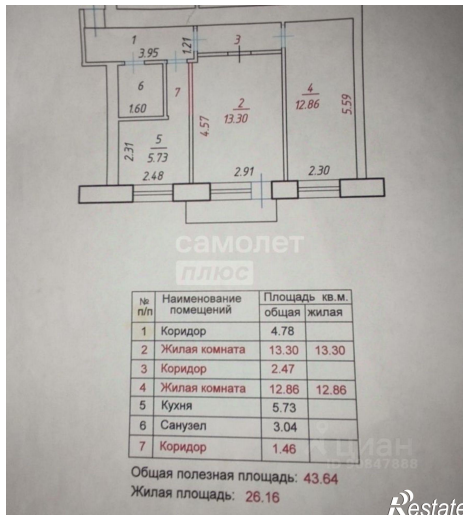 1
3.95
1.21
3
6
1.60
7
4
12.86
5.59
2
13.30
4.57
5
5.73
2.31
2.48
2.91
2.30
самолет
плюс
№ п/п Наименование помещений Площадь кв.м.
общая жилая
1 Коридор 4.78
2 Жилая комната 13.30 13.30
3 Коридор 2.47
4 Жилая комната 12.86 12.86
5 Кухня 5.73
6 Санузел 3.04
7 Коридор 1.46
циан
847888
Общая полезная площадь: 43.64
Жилая площадь: 26.16
Restate